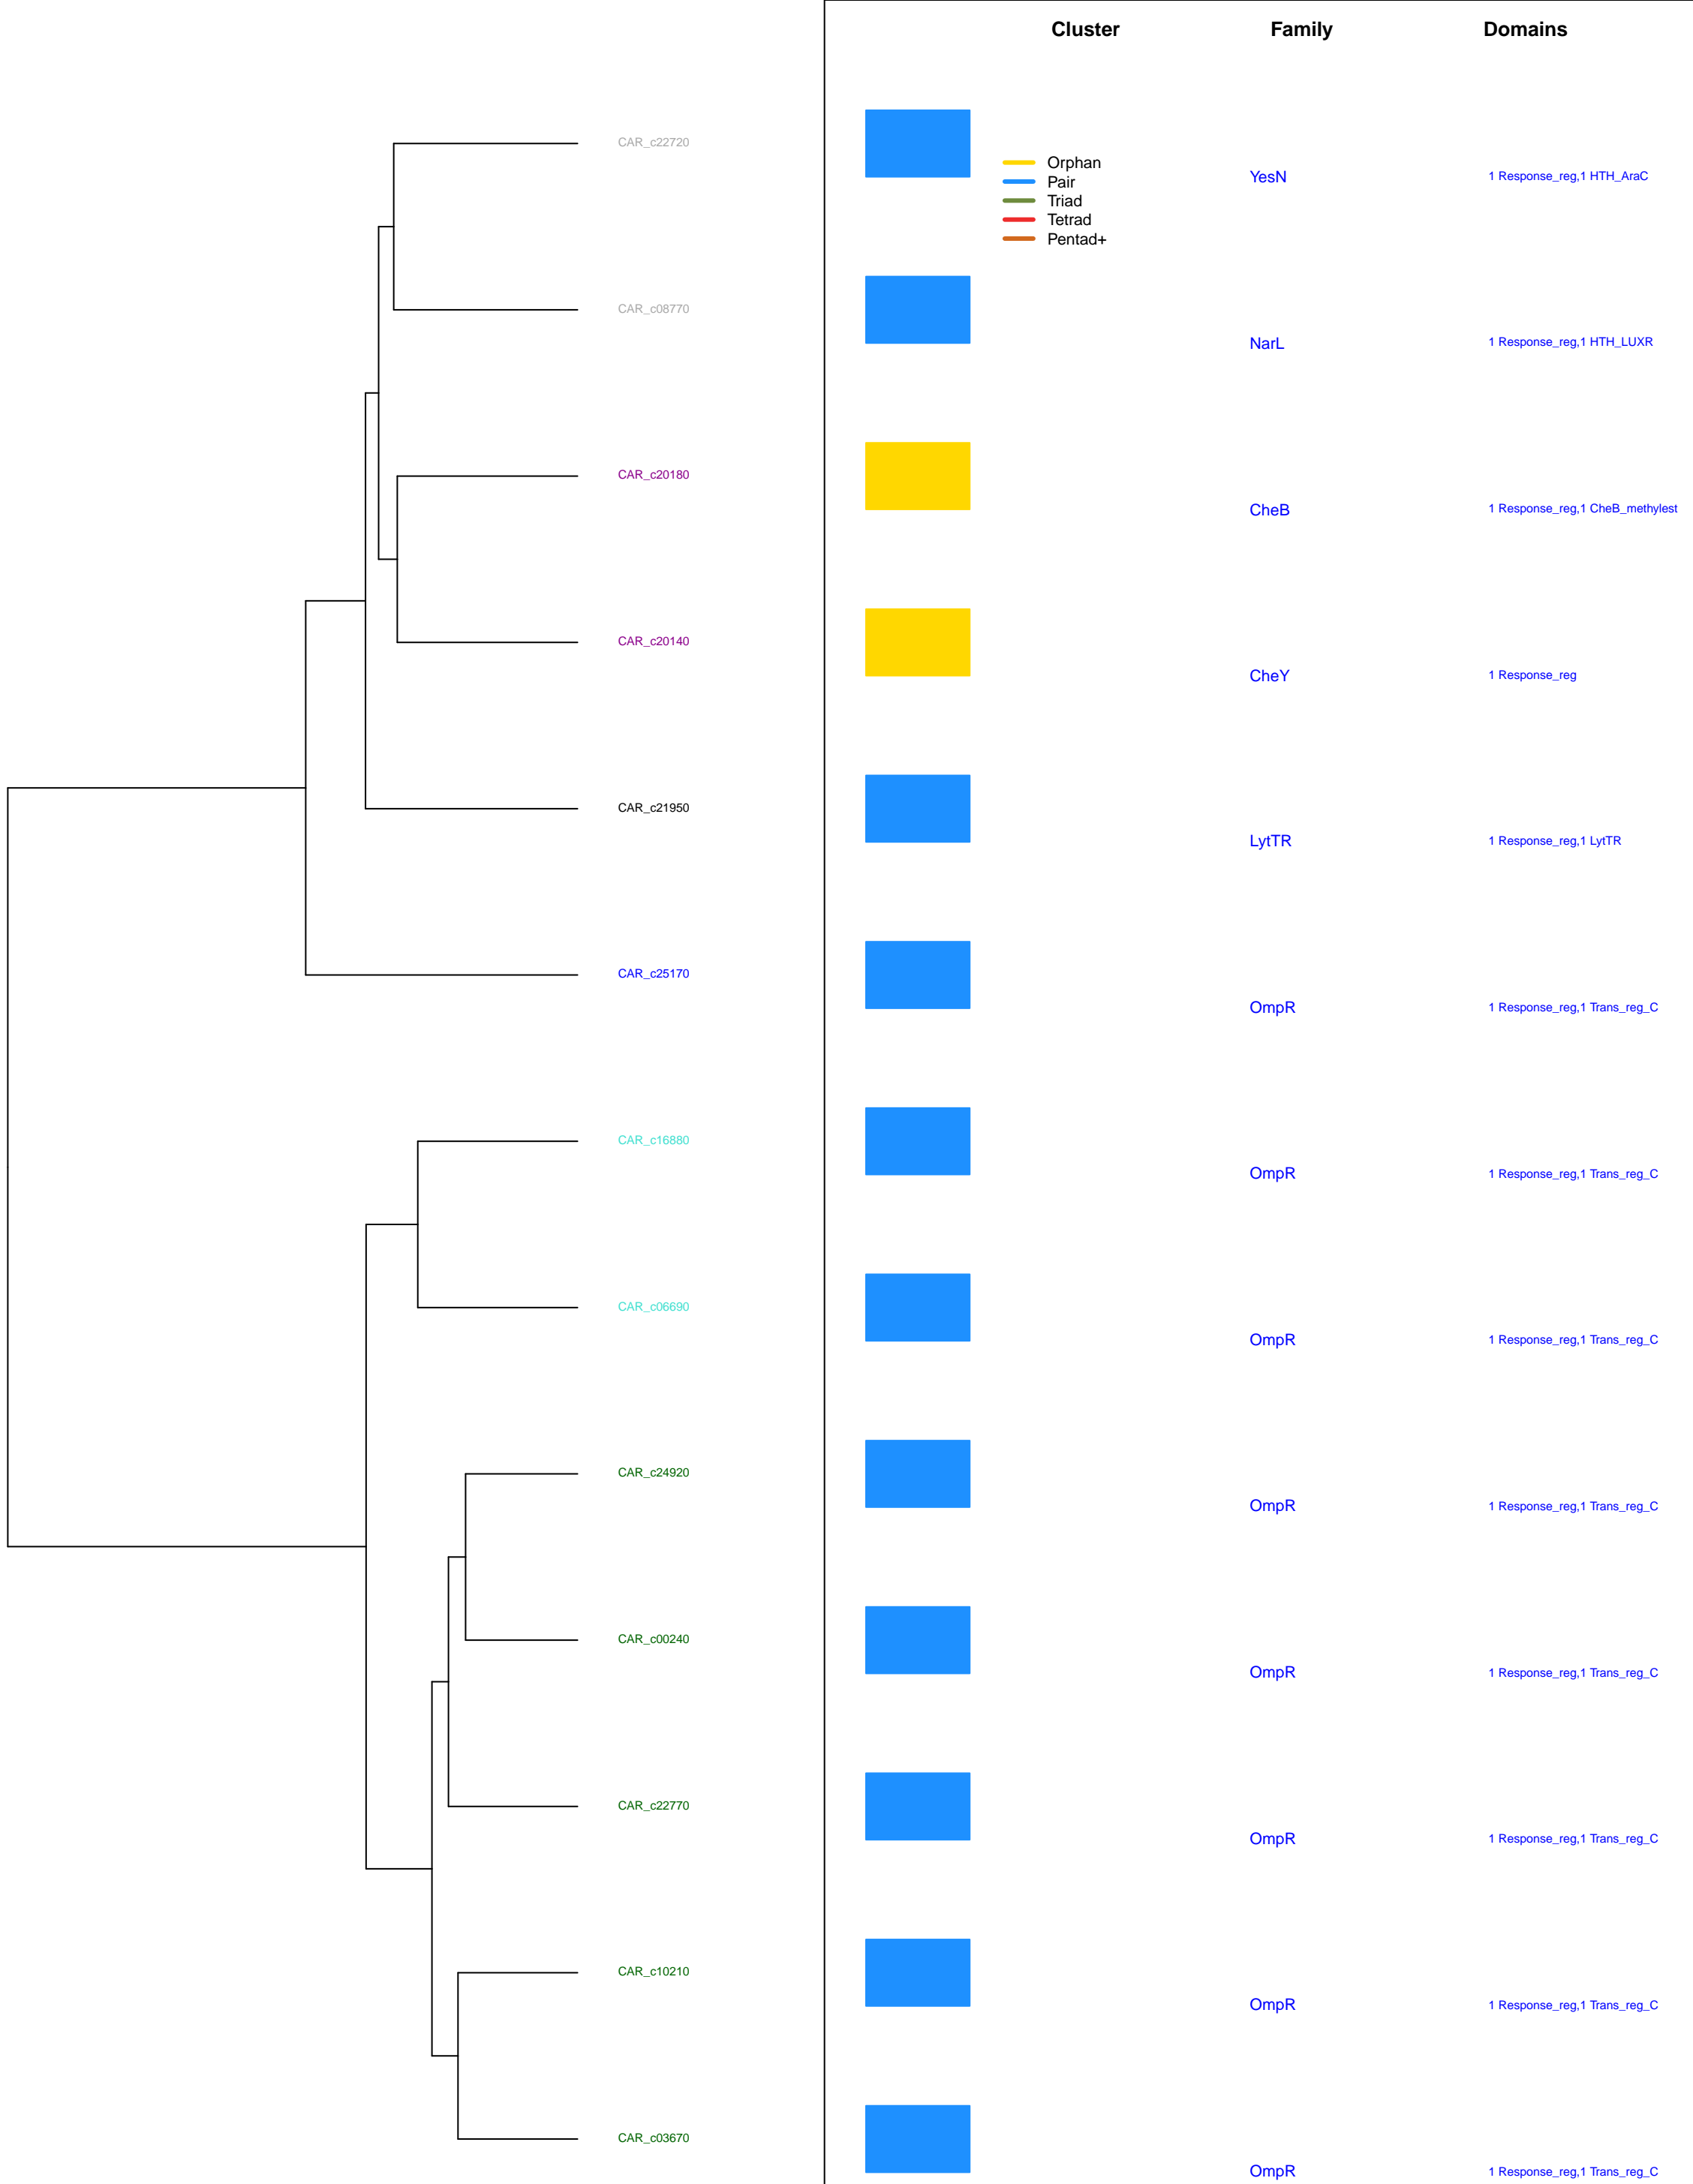 Cluster Family Domains
CAR_c22720
Orphan
Pair
Triad
Tetrad
Pentad+
YesN 1 Response_reg,1 HTH_AraC
CAR_c08770
NarL 1 Response_reg,1 HTH_LUXR
CAR_c20180
CheB 1 Response_reg,1 CheB_methylest
CAR_c20140
CheY 1 Response_reg
CAR_c21950
LytTR 1 Response_reg,1 LytTR
CAR_c25170
OmpR 1 Response_reg,1 Trans_reg_C
CAR_c16880
OmpR 1 Response_reg,1 Trans_reg_C
CAR_c06690
OmpR 1 Response_reg,1 Trans_reg_C
CAR_c24920
OmpR 1 Response_reg,1 Trans_reg_C
CAR_c00240
OmpR 1 Response_reg,1 Trans_reg_C
CAR_c22770
OmpR 1 Response_reg,1 Trans_reg_C
CAR_c10210
OmpR 1 Response_reg,1 Trans_reg_C
CAR_c03670
OmpR 1 Response_reg,1 Trans_reg_C